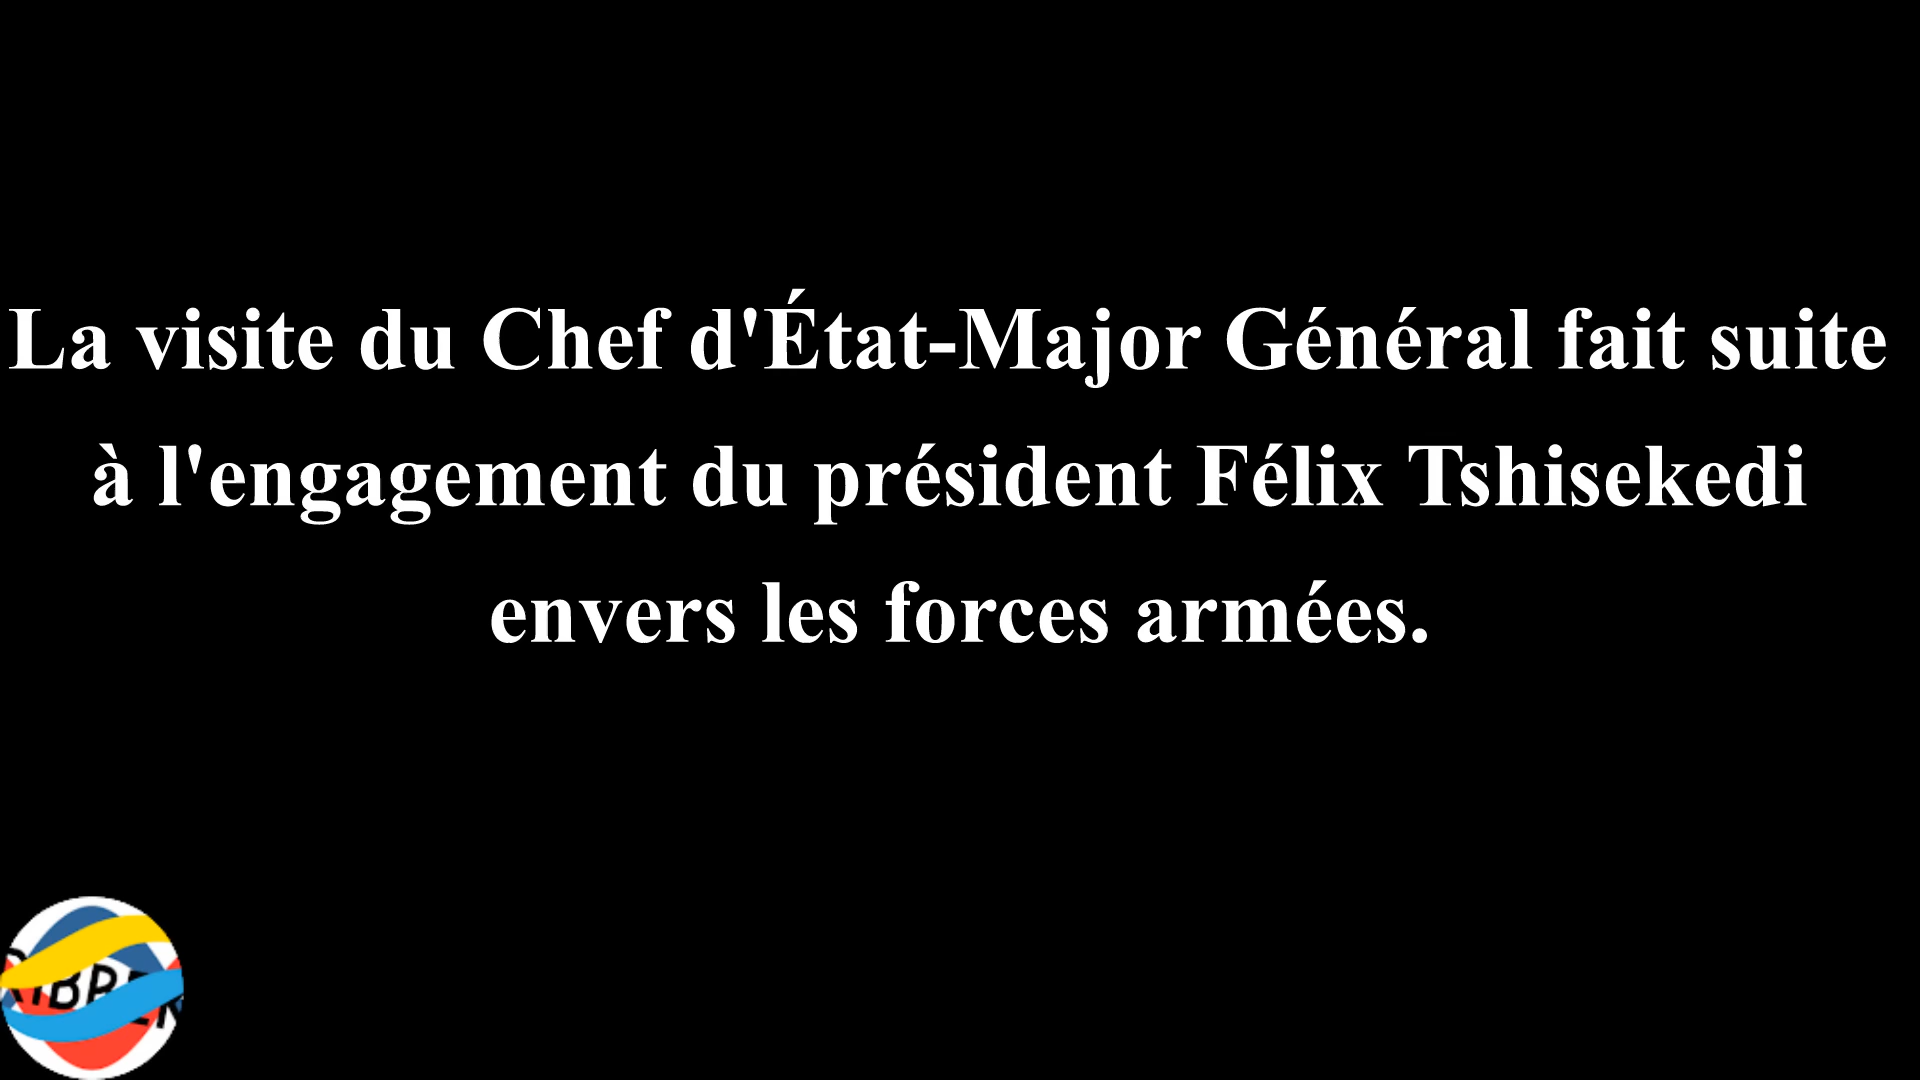 La visite du Chef d'État-Major Général fait suite
à l'engagement du président Félix Tshisekedi
envers les forces armées.